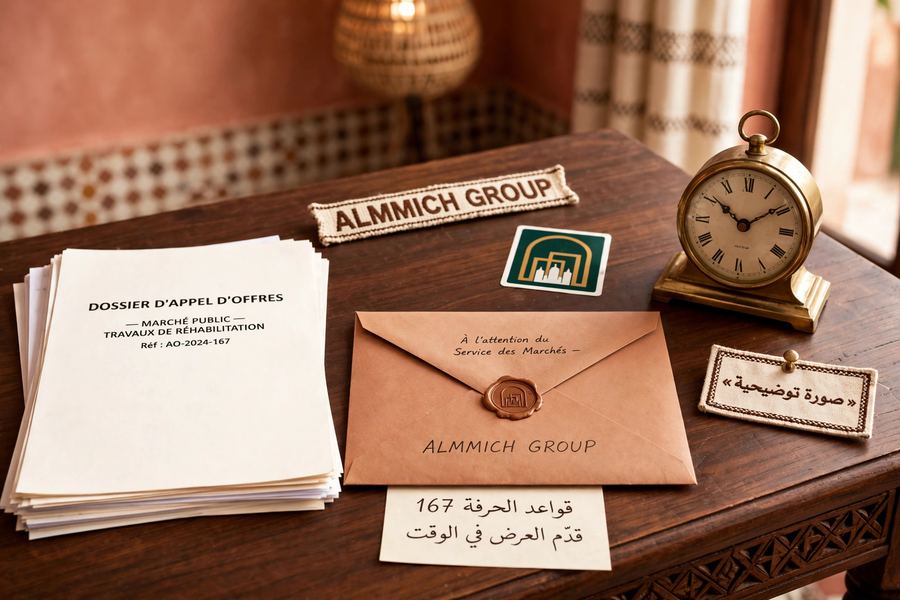 ALMMICH GROUP
DOSSIER D'APPEL D'OFFRES
— MARCHÉ PUBLIC —
TRAVAUX DE RÉHABILITATION
Réf : AO-2024-167
À l'attention du
Service des Marchés —
ALMMICH GROUP
« صورة توضيحية »
قواعد الحرفة 167
قدّم العرض في الوقت